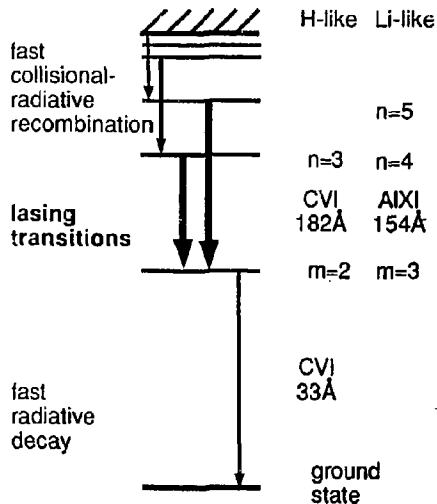 H-like Li-like
fast
collisional-
radiative
recombination
n=5
n=3 n=4
lasing
transitions
CVI AlXI
182Å 154Å
m=2 m=3
CVI
33Å
fast
radiative
decay
ground
state